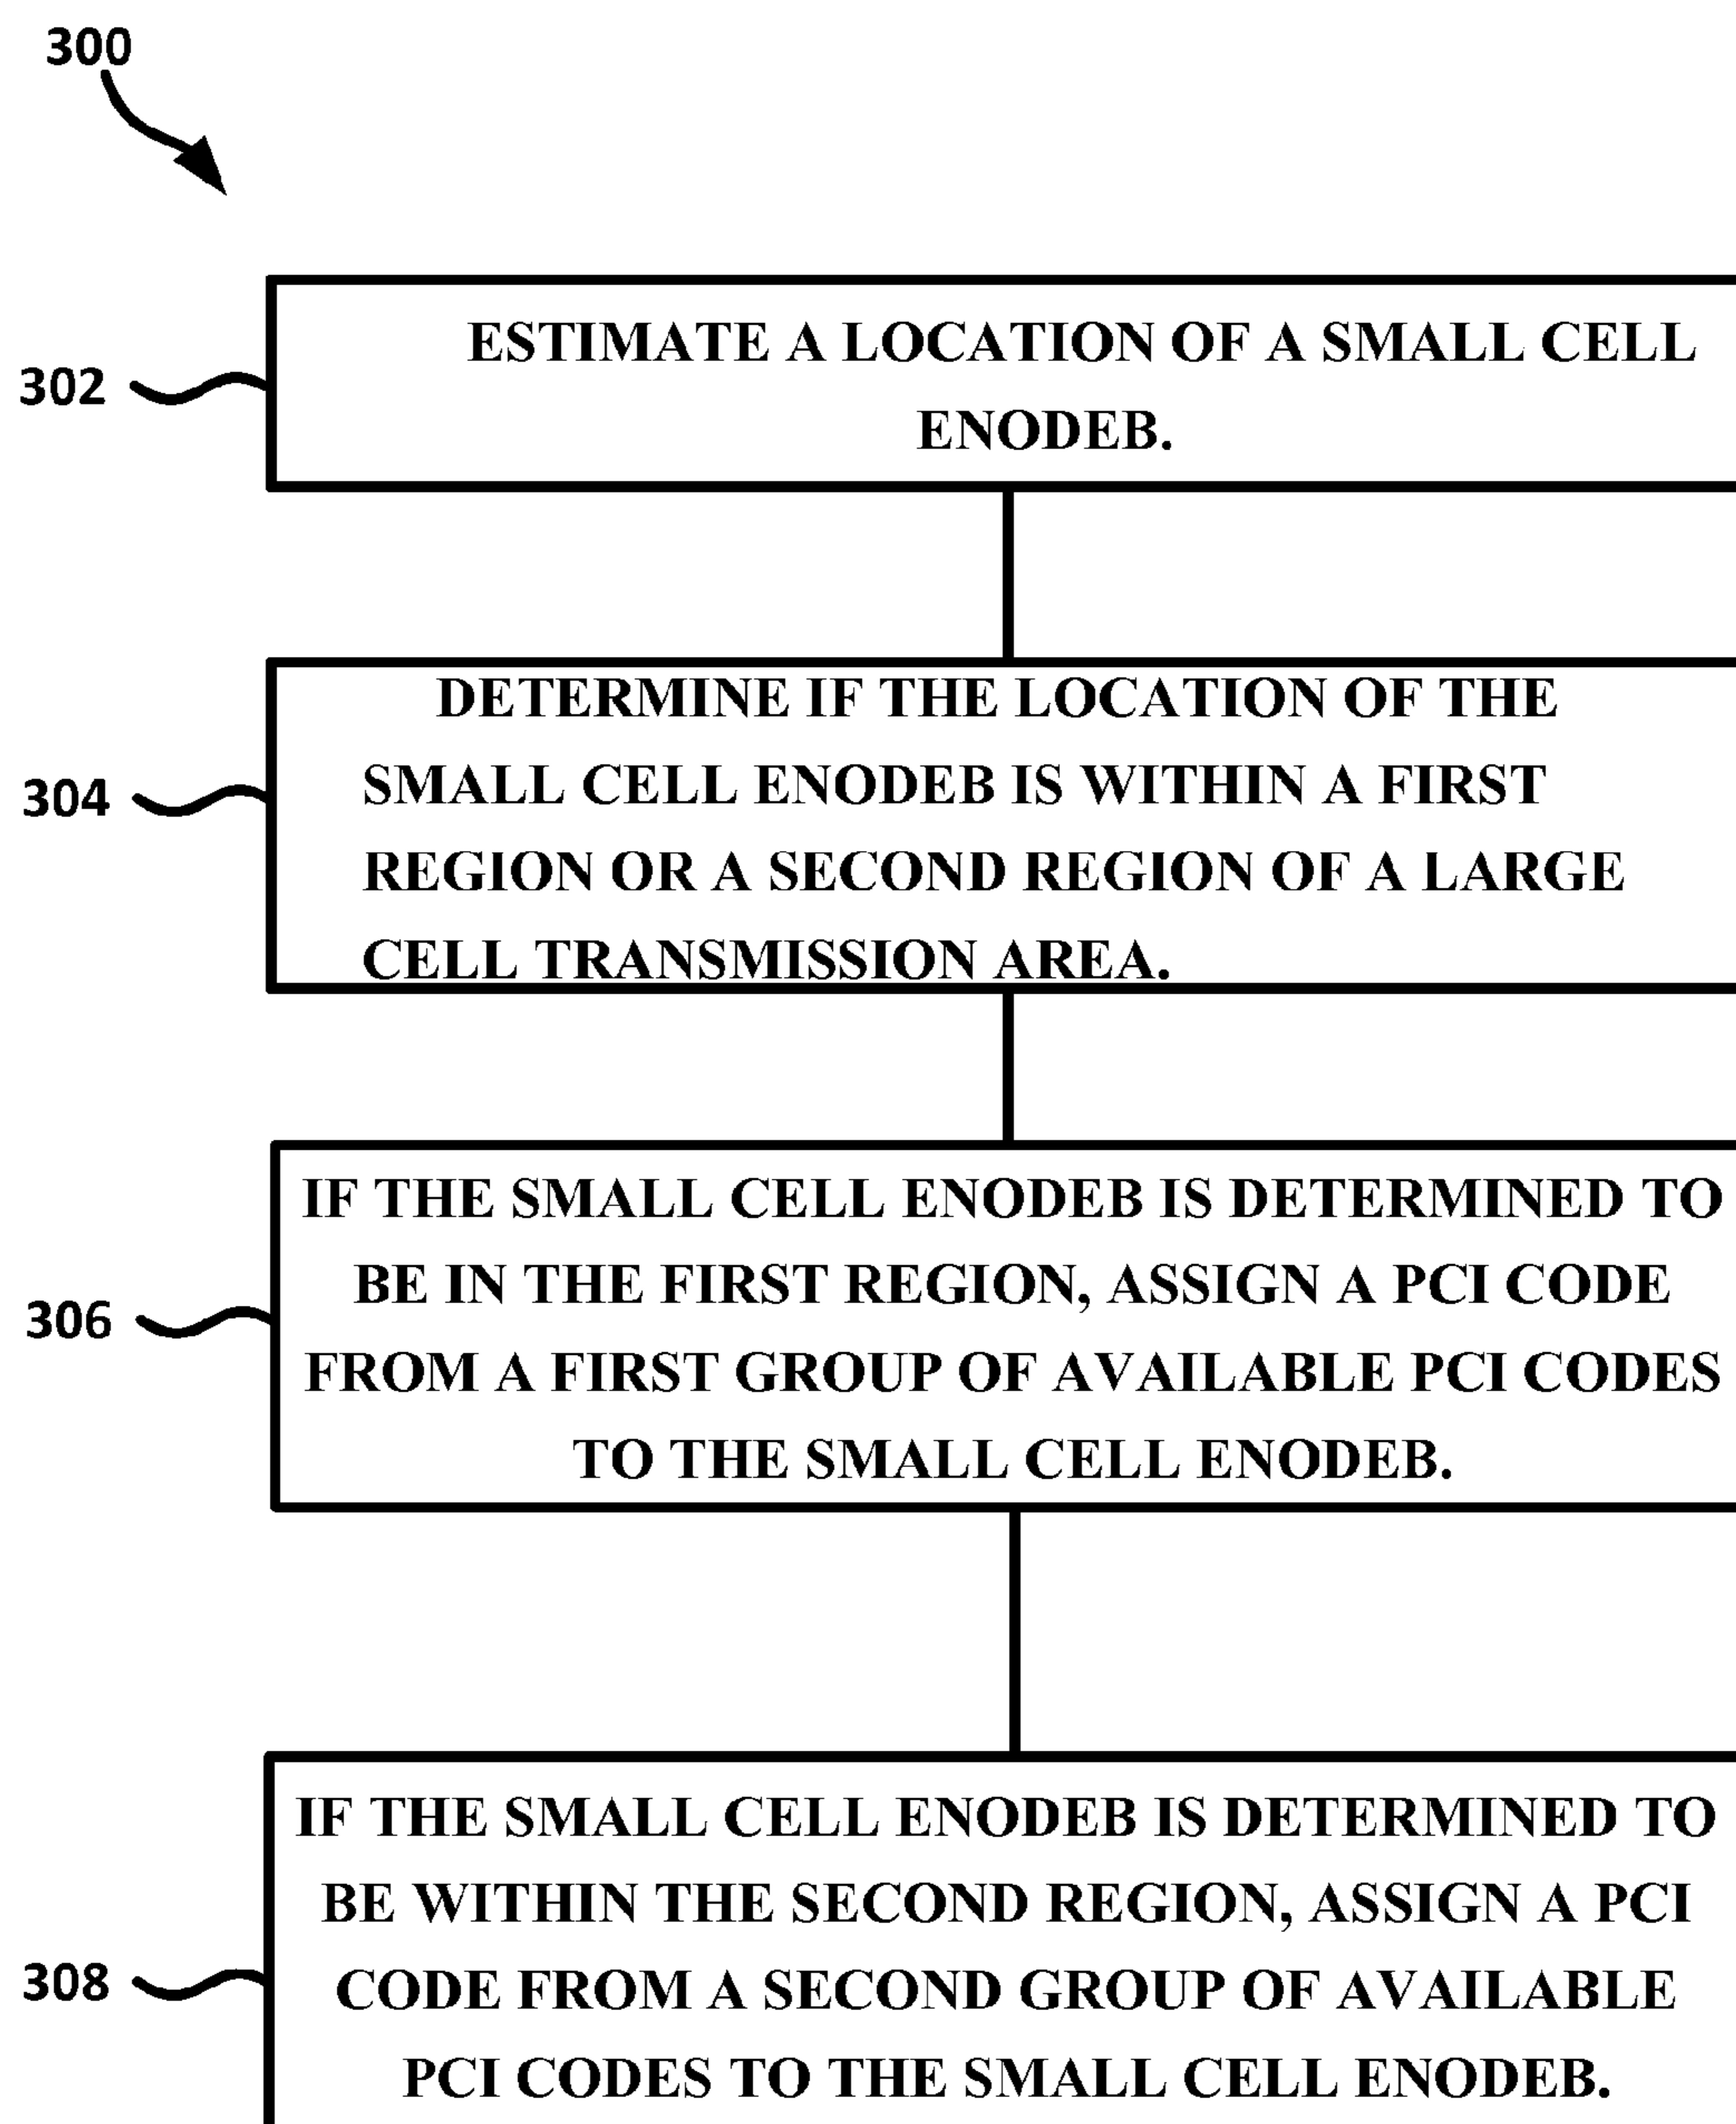 300
302
ESTIMATE A LOCATION OF A SMALL CELL
ENODEB.
304
DETERMINE IF THE LOCATION OF THE
SMALL CELL ENODEB IS WITHIN A FIRST
REGION OR A SECOND REGION OF A LARGE
CELL TRANSMISSION AREA.
306
IF THE SMALL CELL ENODEB IS DETERMINED TO
BE IN THE FIRST REGION, ASSIGN A PCI CODE
FROM A FIRST GROUP OF AVAILABLE PCI CODES
TO THE SMALL CELL ENODEB.
308
IF THE SMALL CELL ENODEB IS DETERMINED TO
BE WITHIN THE SECOND REGION, ASSIGN A PCI
CODE FROM A SECOND GROUP OF AVAILABLE
PCI CODES TO THE SMALL CELL ENODEB.